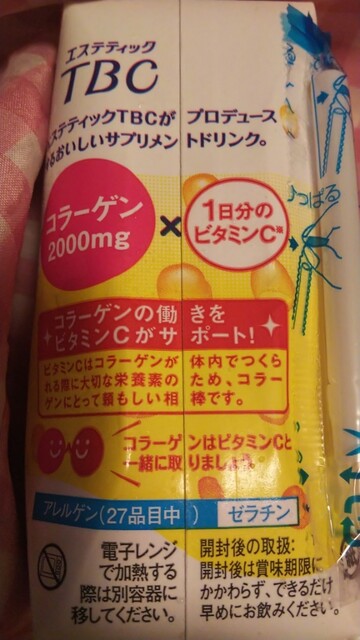 エステティック
TBC
エステティックTBCが プロデュース
するおいしいサプリメントドリンク。
コラーゲン
2000mg
×
1日分の
ビタミンC※
ひっぱる
コラーゲンの働きを
ビタミンCがサポート!
ビタミンCはコラーゲンが体内でつくら
れる際に大切な栄養素のため、コラー
ゲンにとって頼もしい相棒です。
コラーゲンはビタミンCと
一緒に取りましょう。
アレルゲン(27品目中) ゼラチン
電子レンジ
で加熱する
際は別容器に
移してください。
開封後の取扱:
開封後は賞味期限に
かかわらず、できるだけ
早めにお飲みください。